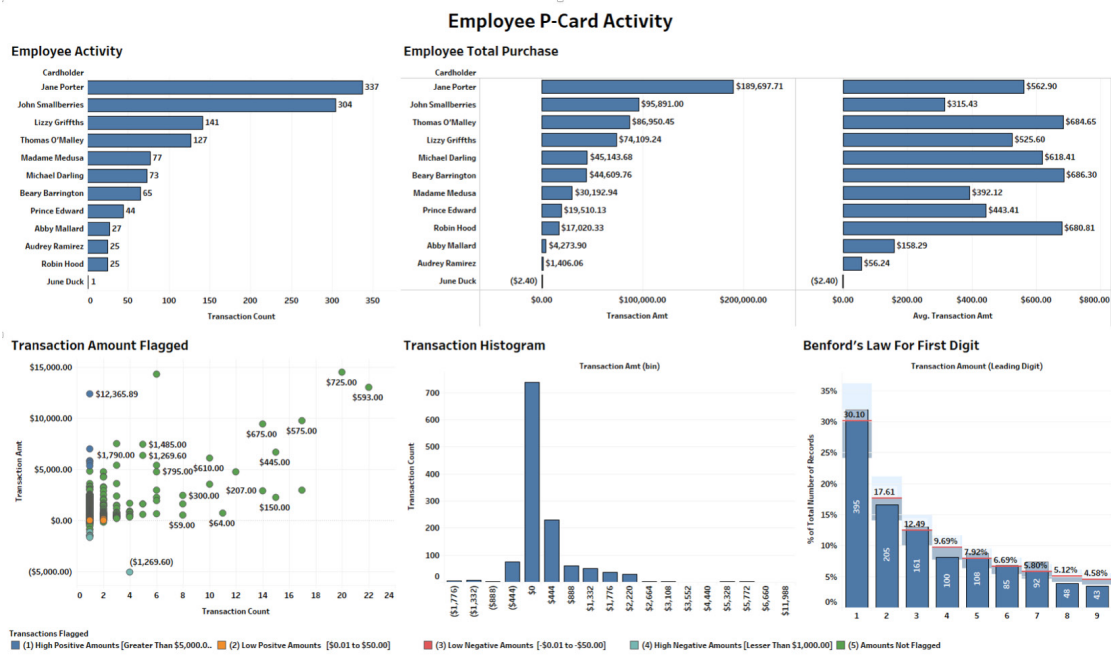 Employee P-Card Activity
Employee Activity
Cardholder
Jane Porter 337
John Smallberries 304
Lizzy Griffths 141
Thomas O'Malley 127
Madame Medusa 77
Michael Darling 73
Beary Barrington 65
Prince Edward 44
Abby Mallard 27
Audrey Ramirez 25
Robin Hood 25
June Duck 1
0 50 100 150 200 250 300 350
Transaction Count
Employee Total Purchase
Cardholder
Jane Porter $189,697.71 $562.90
John Smallberries $95,891.00 $315.43
Thomas O'Malley $86,950.45 $684.65
Lizzy Griffths $74,109.24 $525.60
Michael Darling $45,143.68 $618.41
Beary Barrington $44,609.76 $686.30
Madame Medusa $30,192.94 $392.12
Prince Edward $19,510.13 $443.41
Robin Hood $17,020.33 $680.81
Abby Mallard $4,273.90 $158.29
Audrey Ramirez $1,406.06 $56.24
June Duck ($2.40) ($2.40)
$0.00 $100,000.00 $200,000.00 $0.00 $200.00 $400.00 $600.00 $800.00
Transaction Amt Avg. Transaction Amt
Transaction Amount Flagged
Transaction Amt
$15,000.00
$725.00
$593.00
$12,365.89
$10,000.00
$675.00 $575.00
$1,485.00
$1,790.00 $1,269.60
$445.00
$5,000.00
$795.00 $610.00
$300.00 $207.00
$150.00
$0.00
$59.00 $64.00
($1,269.60)
($5,000.00)
0 2 4 6 8 10 12 14 16 18 20 22 24
Transaction Count
Transaction Histogram
Transaction Amt (bin)
Transaction Count
700
600
500
400
300
200
100
0
($1,776) ($1,332) ($888) ($444) $0 $444 $888 $1,332 $1,776 $2,220 $2,664 $3,108 $3,552 $4,440 $5,328 $5,772 $6,660 $11,988
Benford's Law For First Digit
Transaction Amount (Leading Digit)
% of Total Number of Records
35%
30%
25%
20%
15%
10%
5%
0%
30.10 17.61 12.49 9.69% 7.92% 6.69% 5.80% 5.12% 4.58%
395 205 161 100 108 85 92 48 43
1 2 3 4 5 6 7 8 9
Transactions Flagged
(1) High Positive Amounts [Greater Than $5,000.0.. (2) Low Postive Amounts [$0.01 to $50.00] (3) Low Negative Amounts [-$0.01 to -$50.00] (4) High Negative Amounts [Lesser Than $1,000.00] (5) Amounts Not Flagged